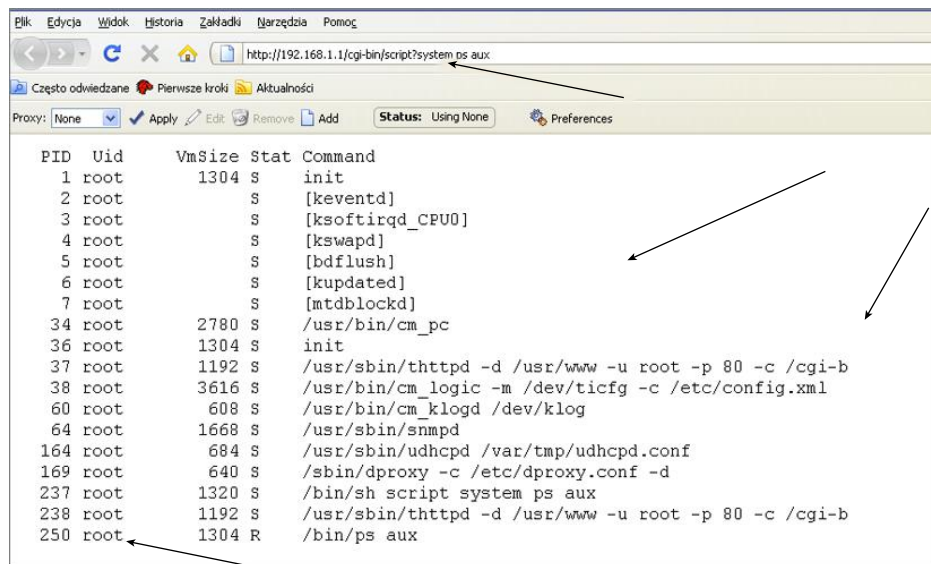 Plik Edycja Widok Historia Zakładki Narzędzia Pomoc
http://192.168.1.1/cgi-bin/script?system ps aux
Często odwiedzane Pierwsze kroki Aktualności
Proxy: None Apply Edit Remove Add Status: Using None Preferences
PID Uid VmSize Stat Command
1 root 1304 S init
2 root S [keventd]
3 root S [ksoftirqd_CPU0]
4 root S [kswapd]
5 root S [bdflush]
6 root S [kupdated]
7 root S [mtdblockd]
34 root 2780 S /usr/bin/cm_pc
36 root 1304 S init
37 root 1192 S /usr/sbin/thttpd -d /usr/www -u root -p 80 -c /cgi-b
38 root 3616 S /usr/bin/cm_logic -m /dev/ticfg -c /etc/config.xml
60 root 608 S /usr/bin/cm_klogd /dev/klog
64 root 1668 S /usr/sbin/snmpd
164 root 684 S /usr/sbin/udhcpd /var/tmp/udhcpd.conf
169 root 640 S /sbin/dproxy -c /etc/dproxy.conf -d
237 root 1320 S /bin/sh script system ps aux
238 root 1192 S /usr/sbin/thttpd -d /usr/www -u root -p 80 -c /cgi-b
250 root 1304 R /bin/ps aux